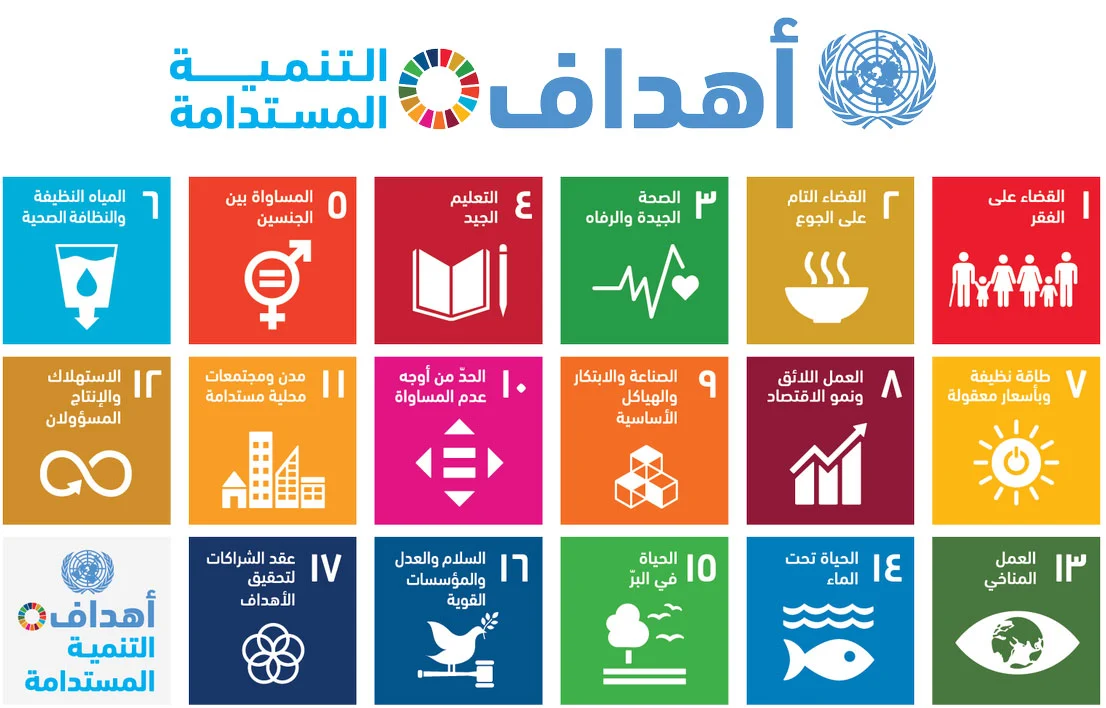 أهداف
التنمية
المستدامة
١
القضاء على
الفقر
٢
القضاء التام
على الجوع
٣
الصحة
الجيدة والرفاه
٤
التعليم
الجيد
٥
المساواة بين
الجنسين
٦
المياه النظيفة
والنظافة الصحية
٧
طاقة نظيفة
وبأسعار معقولة
٨
العمل اللائق
ونمو الاقتصاد
٩
الصناعة والابتكار
والهياكل
الأساسية
١٠
الحدّ من أوجه
عدم المساواة
١١
مدن ومجتمعات
محلية مستدامة
١٢
الاستهلاك
والإنتاج
المسؤولان
١٣
العمل
المناخي
١٤
الحياة تحت
الماء
١٥
الحياة
في البرّ
١٦
السلام والعدل
والمؤسسات
القوية
١٧
عقد الشراكات
لتحقيق
الأهداف
أهداف
التنمية
المستدامة